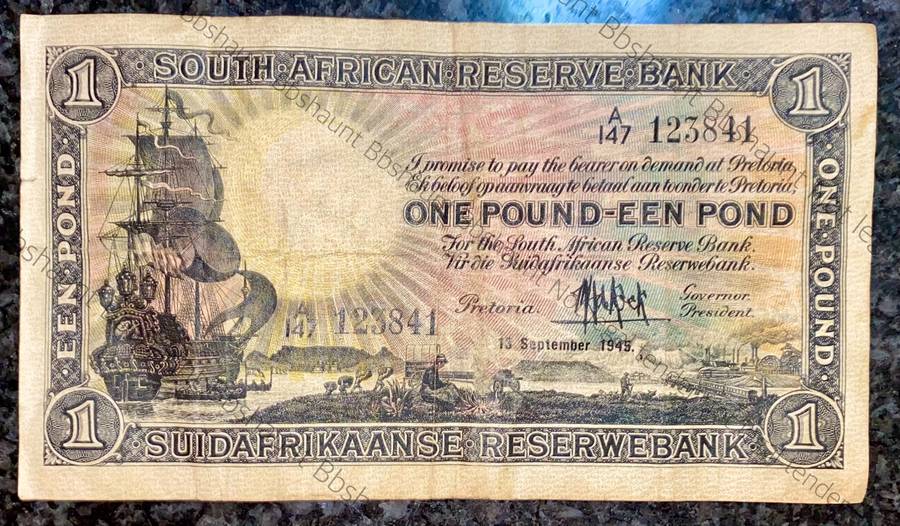 1 SOUTH·AFRICAN·RESERVE·BANK 1
A
147 123841
I promise to pay the bearer on demand at Pretoria,
Ek beloof op aanvraag te betaal aan toonder te Pretoria,
ONE POUND-EEN POND
For the South African Reserve Bank.
Vir die Suidafrikaanse Reserwebank.
Pretoria.
Governor.
President.
A
147 123841
13 September 1945.
EEN POND
ONE POUND
1 SUIDAFRIKAANSE·RESERWEBANK 1
Bbshaunt